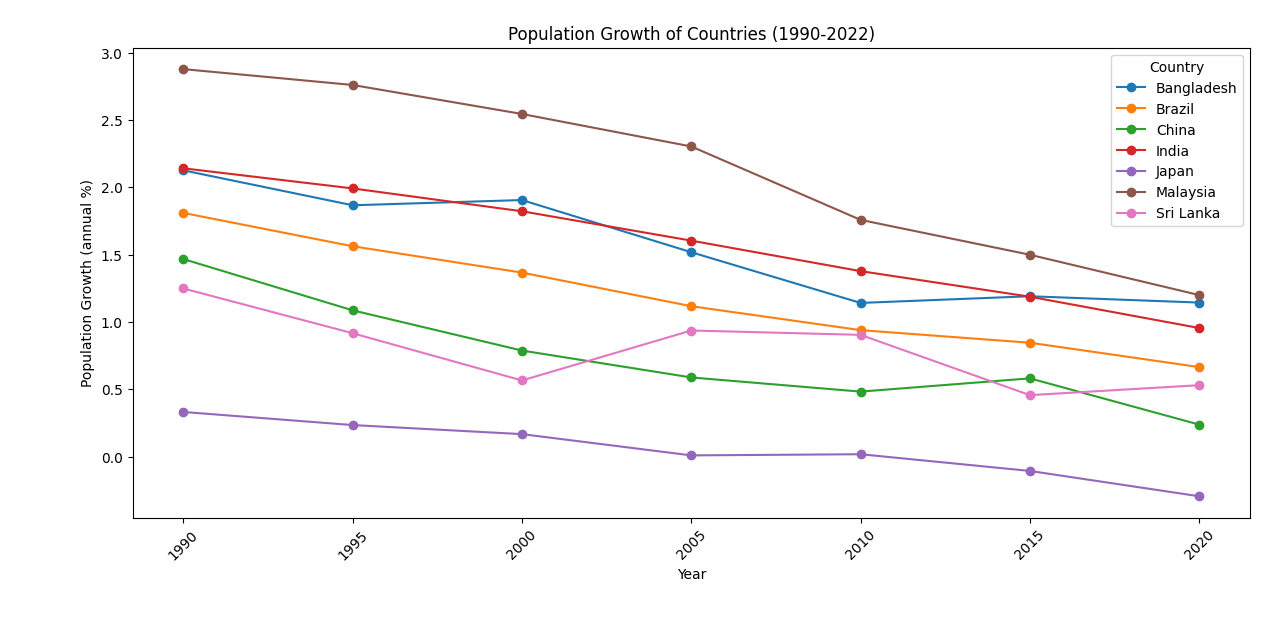 Population Growth of Countries (1990-2022)
Population Growth (annual %)
3.0
2.5
2.0
1.5
1.0
0.5
0.0
Country
Bangladesh
Brazil
China
India
Japan
Malaysia
Sri Lanka
1990 1995 2000 2005 2010 2015 2020
Year